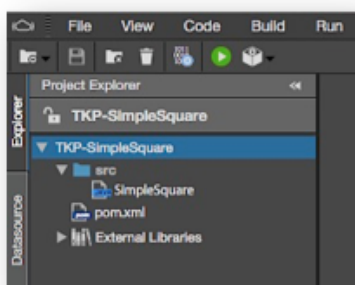 File View Code Build Run
Project Explorer
TKP-SimpleSquare
TKP-SimpleSquare
src
SimpleSquare
pom.xml
External Libraries
Explorer
Datasource